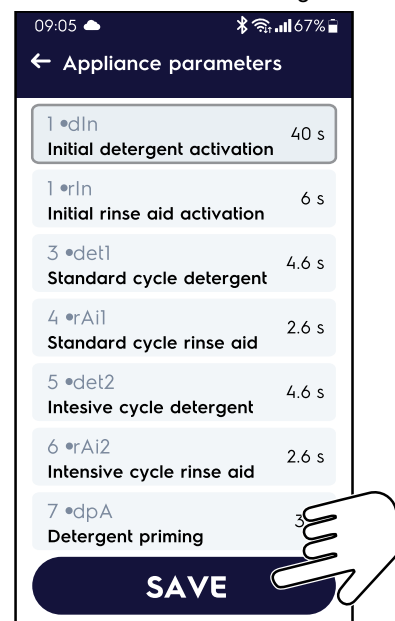 09:05 67%
← Appliance parameters
1 •dIn
Initial detergent activation
40 s
1 •rIn
Initial rinse aid activation
6 s
3 •det1
Standard cycle detergent
4.6 s
4 •rAi1
Standard cycle rinse aid
2.6 s
5 •det2
Intesive cycle detergent
4.6 s
6 •rAi2
Intensive cycle rinse aid
2.6 s
7 •dpA
Detergent priming
SAVE